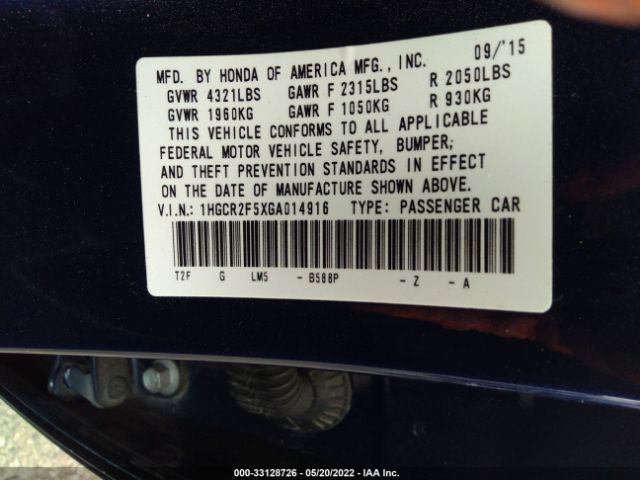 MFD. BY HONDA OF AMERICA MFG., INC. 09/'15
GVWR 4321LBS GAWR F 2315LBS R 2050LBS
GVWR 1960KG GAWR F 1050KG R 930KG
THIS VEHICLE CONFORMS TO ALL APPLICABLE
FEDERAL MOTOR VEHICLE SAFETY, BUMPER,
AND THEFT PREVENTION STANDARDS IN EFFECT
ON THE DATE OF MANUFACTURE SHOWN ABOVE.
V.I.N.: 1HGCR2F5XGA014916 TYPE: PASSENGER CAR
T2F G LM5 - B588P - Z - A
000-33128726 - 05/20/2022 - IAA Inc.